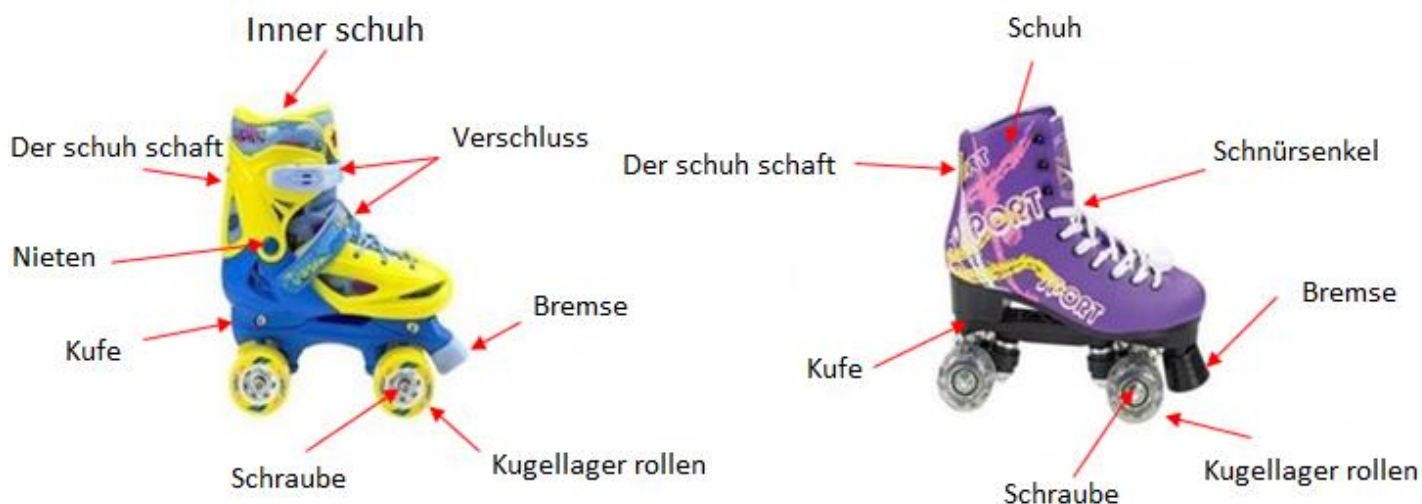 Inner schuh
Der schuh schaft
Verschluss
Nieten
Kufe
Bremse
Schraube
Kugellager rollen
Schuh
Der schuh schaft
Schnürsenkel
SPORT
SPORT
Kufe
Bremse
Schraube
Kugellager rollen